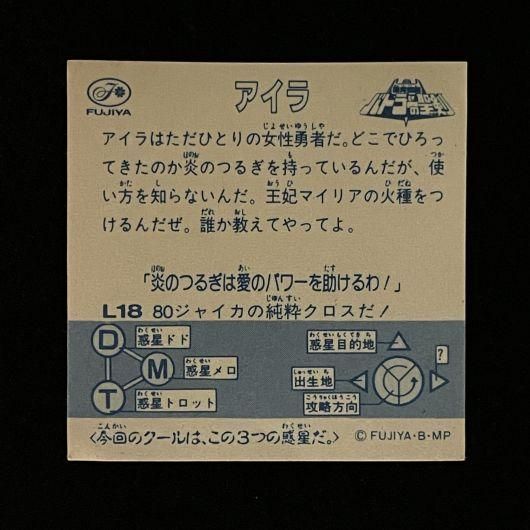 FUJIYA
アイラ
アイラはただひとりの女性勇者だ。どこでひろっ
てきたのか炎のつるぎを持っているんだが、使
い方を知らないんだ。王妃マイリアの火種をつ
けるんだぜ。誰か教えてやってよ。
「炎のつるぎは愛のパワーを助けるわ!」
L18 80ジャイカの純粋クロスだ!
D 惑星ドド
M 惑星メロ
T 惑星トロット
惑星目的地
?
出生地
攻略方向
〈今回のクールは、この3つの惑星だ。〉
©FUJIYA・B・MP